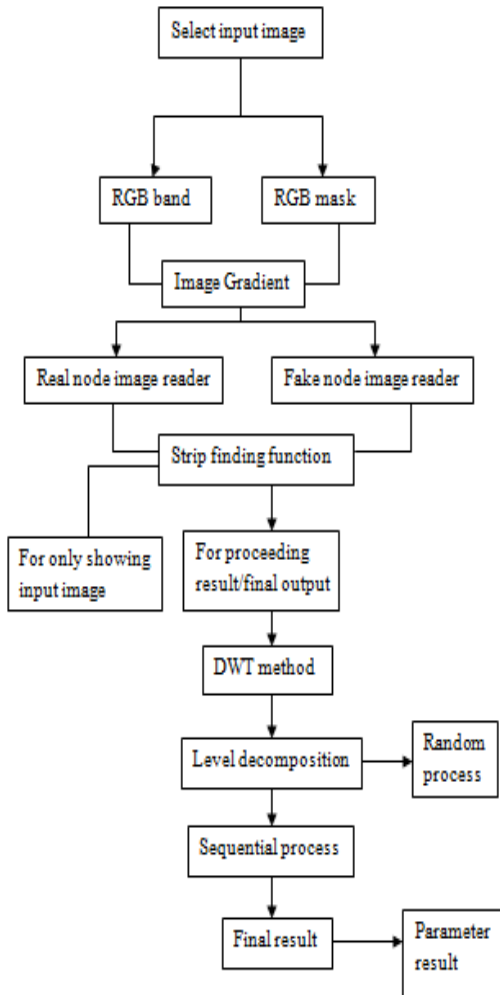 Select input image
RGB band
RGB mask
Image Gradient
Real node image reader
Fake node image reader
Strip finding function
For only showing
input image
For proceeding
result/final output
DWT method
Level decomposition
Random
process
Sequential process
Final result
Parameter
result